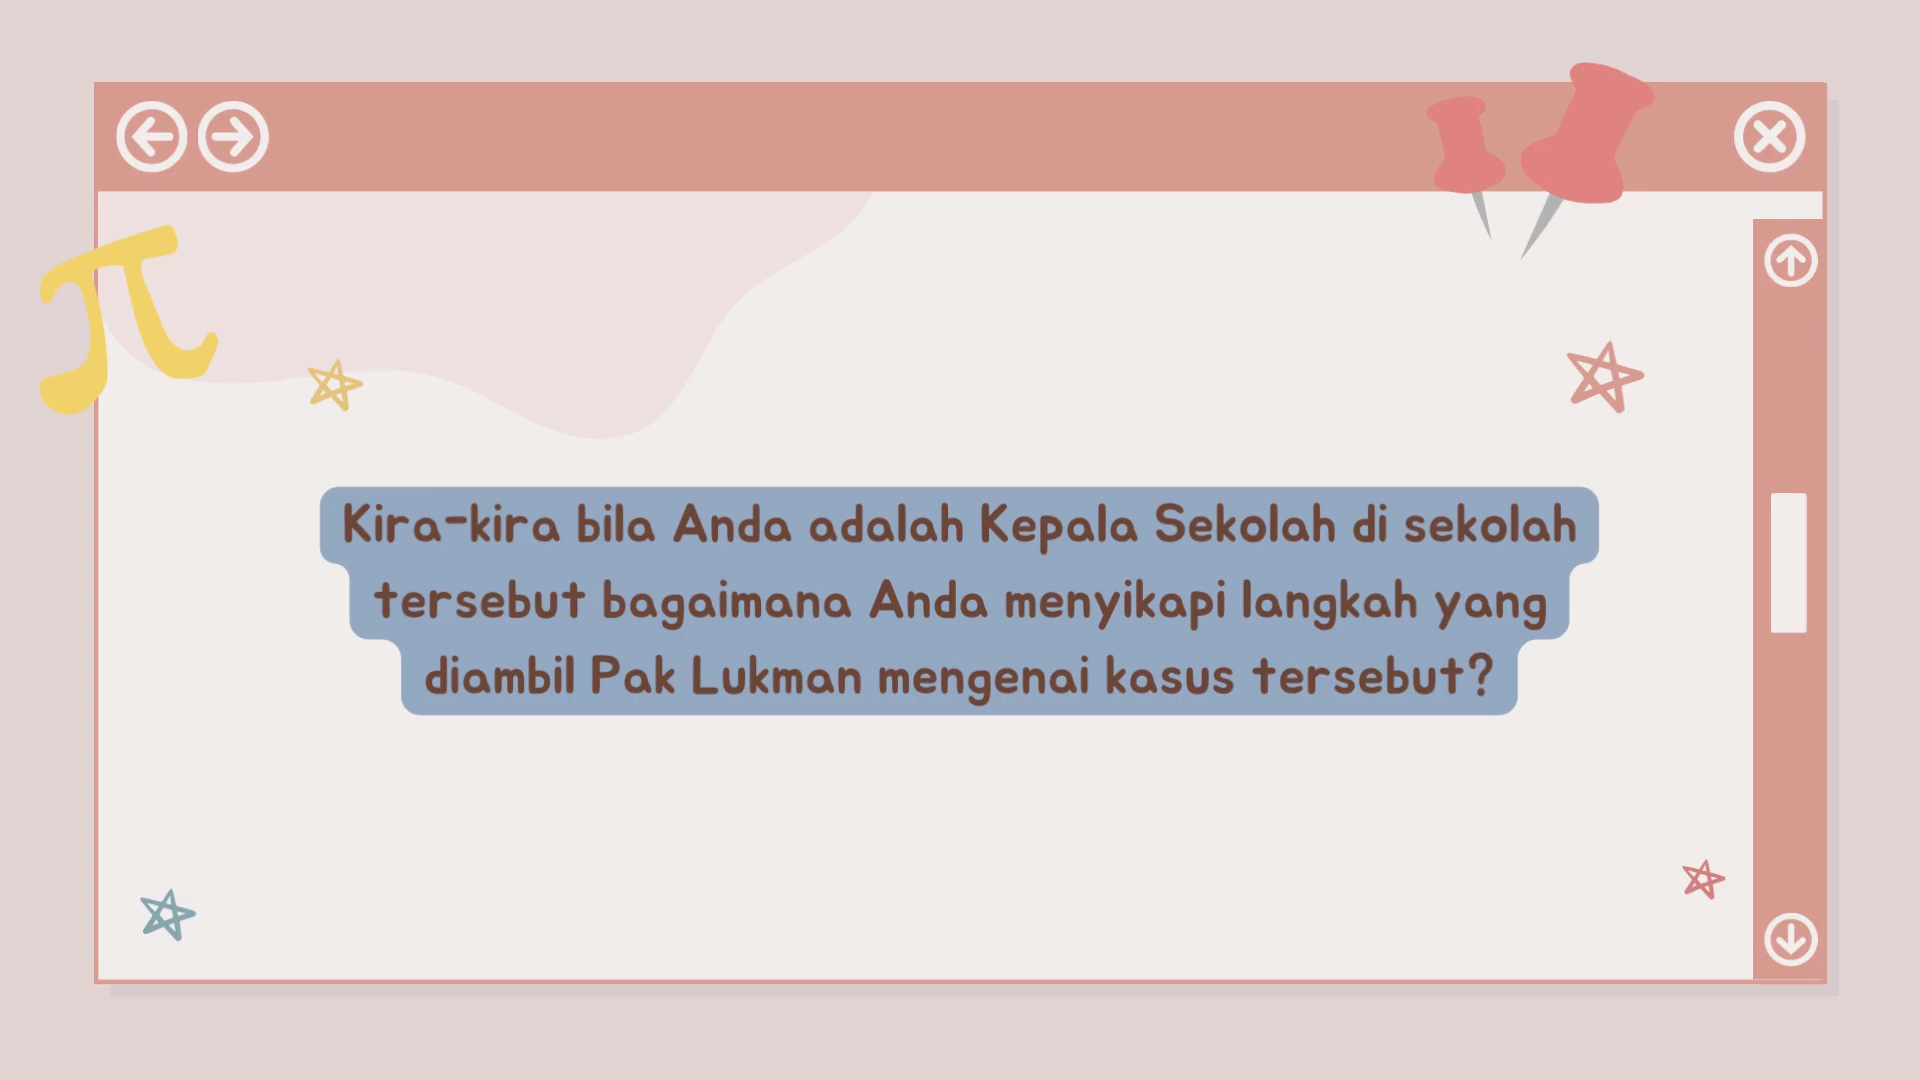 Kira-kira bila Anda adalah Kepala Sekolah di sekolah
tersebut bagaimana Anda menyikapi langkah yang
diambil Pak Lukman mengenai kasus tersebut?
π